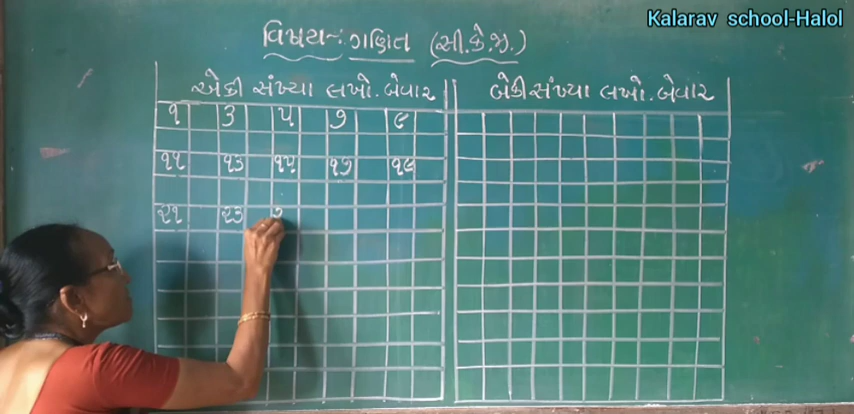 Kalarav school-Halol
વિષય-: ગણિત (સી.કે.જી.)
એકી સંખ્યા લખો. બેવાર
બેકી સંખ્યા લખો. બેવાર
૧ ૩ ૫ ૭ ૯
૧૧ ૧૩ ૧૫ ૧૭ ૧૯
૨૧ ૨૩ ૨